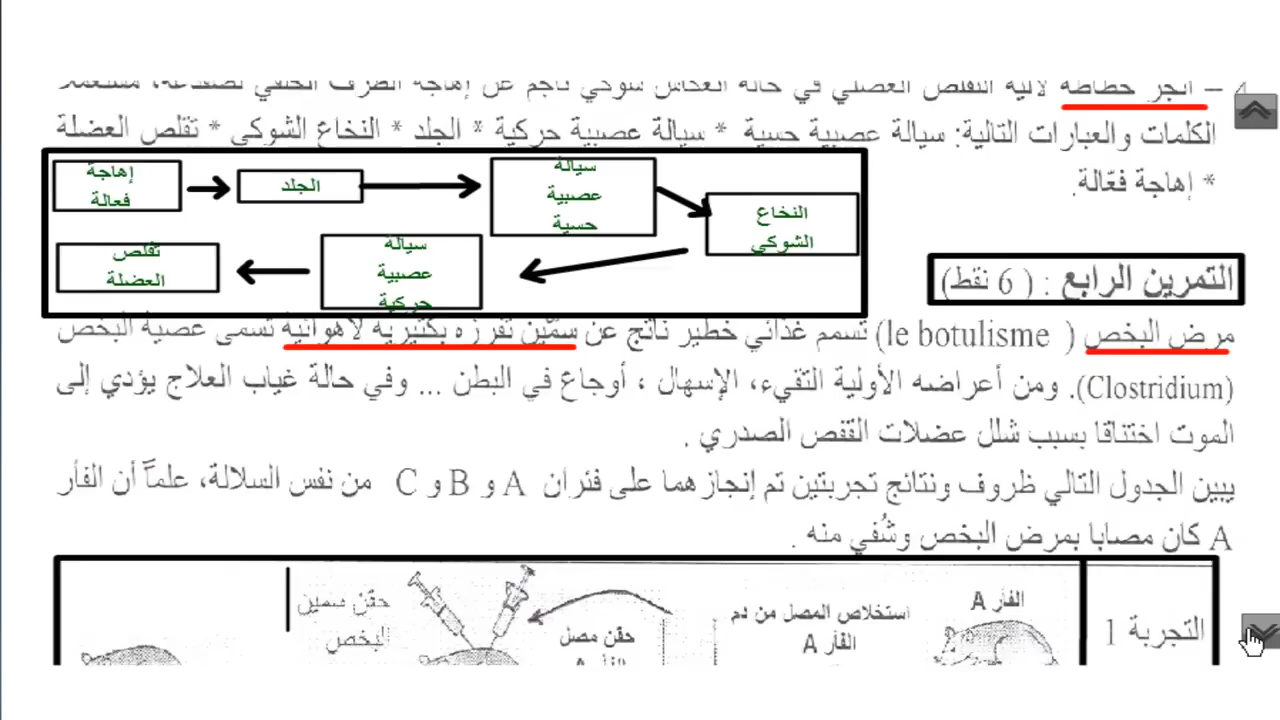 4 – أنجز خطاطة لآلية التقلص العضلي في حالة انعكاس شوكي ناجم عن إهاجة الطرف الخلفي لضفدعة، مستعملا
الكلمات والعبارات التالية: سيالة عصبية حسية * سيالة عصبية حركية * الجلد * النخاع الشوكي * تقلص العضلة
* إهاجة فعّالة.
إهاجة
فعالة
الجلد
سيالة
عصبية
حسية
النخاع
الشوكي
سيالة
عصبية
حركية
تقلص
العضلة
التمرين الرابع : ( 6 نقط)
مرض البخص ( le botulisme) تسمم غذائي خطير ناتج عن سمّين تفرزه بكتيرية لاهوائية تسمى عصية البخص
(Clostridium). ومن أعراضه الأولية التقيء، الإسهال ، أوجاع في البطن ... وفي حالة غياب العلاج يؤدي إلى
الموت اختناقا بسبب شلل عضلات القفص الصدري .
يبين الجدول التالي ظروف ونتائج تجربتين تم إنجازهما على فئران A و B و C من نفس السلالة، علماً أن الفأر
A كان مصابا بمرض البخص وشُفي منه .
التجربة 1
الفأر A
استخلاص المصل من دم
الفأر A
حقن مصل
الفأر A
حقن سمين
البخص